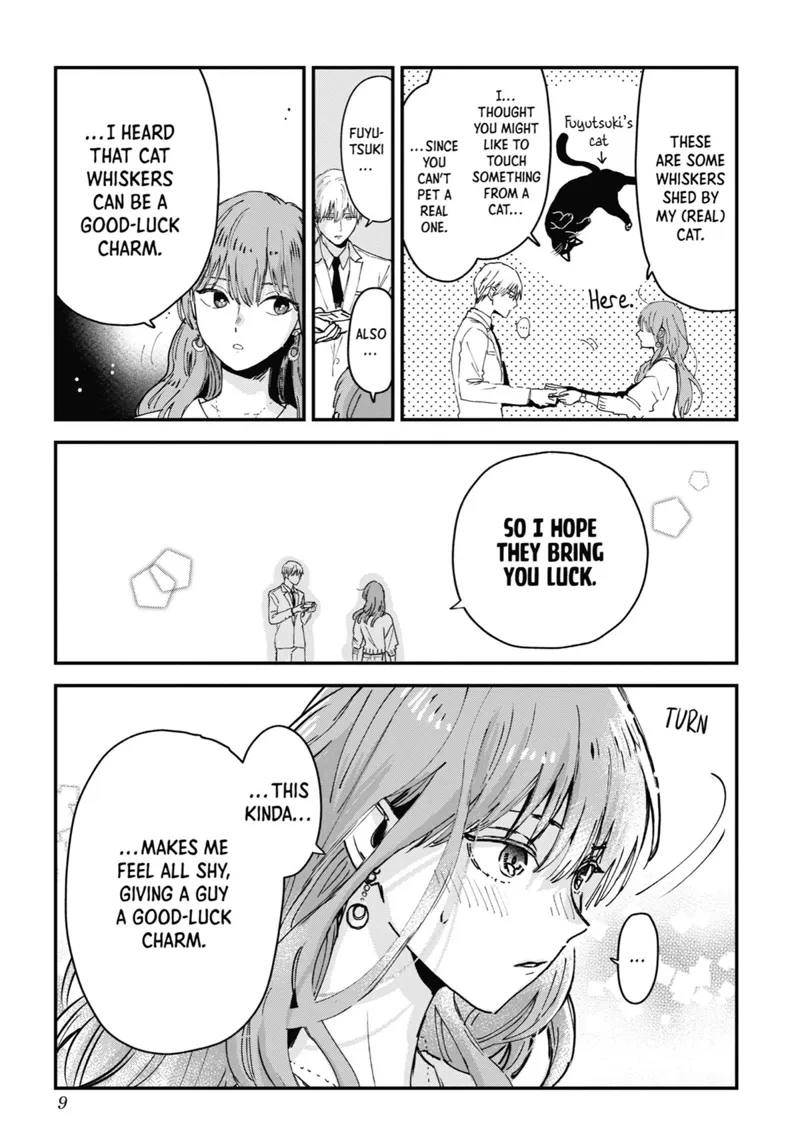 THESE
ARE SOME
WHISKERS
SHED BY
MY (REAL)
CAT.
Fuyutsuki's
cat
I...
THOUGHT
YOU MIGHT
LIKE TO
TOUCH
SOMETHING
FROM A
CAT...
...SINCE
YOU
CAN'T
PET A
REAL
ONE.
Here.
...
FUYU-
TSUKI
...
ALSO
...
...I HEARD
THAT CAT
WHISKERS
CAN BE A
GOOD-LUCK
CHARM.
SO I HOPE
THEY BRING
YOU LUCK.
TURN
...
...THIS
KINDA...
...MAKES ME
FEEL ALL SHY,
GIVING A GUY
A GOOD-LUCK
CHARM.
9